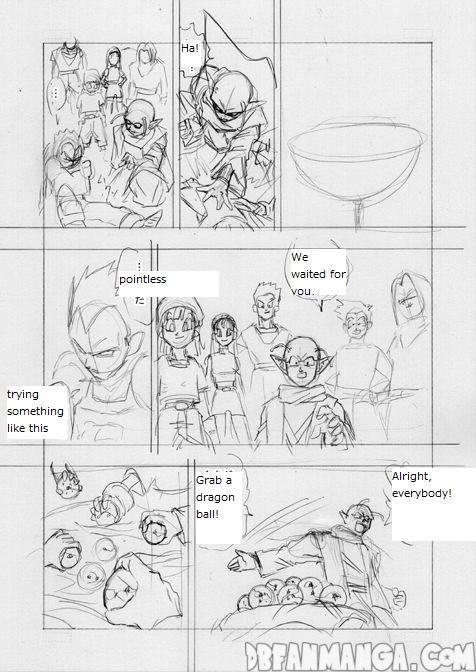 Ha!
...
We
waited for
you.
pointless
trying
something
like this
Alright,
everybody!
Grab a
dragon
ball!
DBFANMANGA.COM